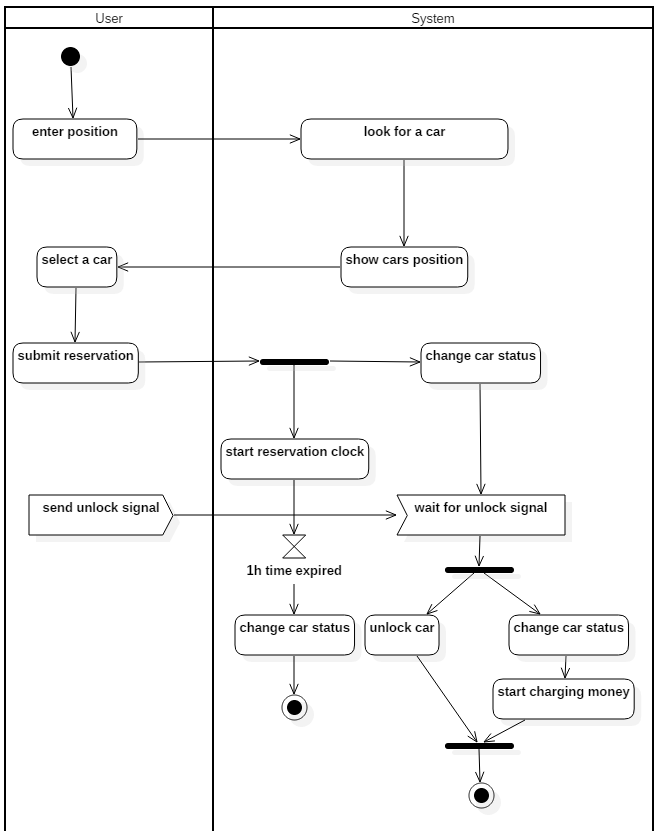 User
System
enter position
look for a car
select a car
show cars position
submit reservation
change car status
start reservation clock
send unlock signal
wait for unlock signal
1h time expired
change car status
unlock car
change car status
start charging money